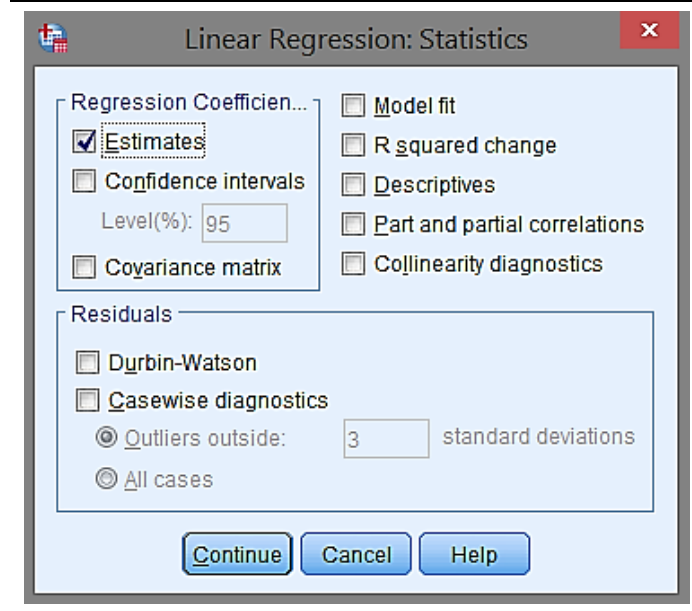 Linear Regression: Statistics
x
Regression Coefficien...
Estimates
Confidence intervals
Level(%): 95
Covariance matrix
Model fit
R squared change
Descriptives
Part and partial correlations
Collinearity diagnostics
Residuals
Durbin-Watson
Casewise diagnostics
Outliers outside: 3 standard deviations
All cases
Continue Cancel Help